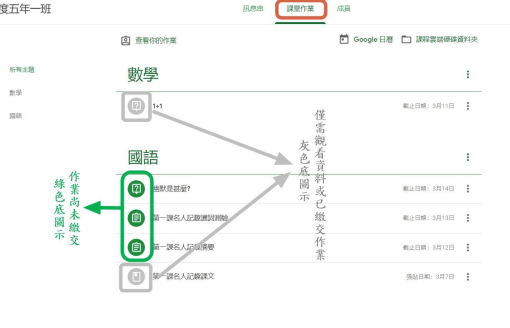 度五年一班
訊息串
課堂作業
成員
查看你的作業
Google 日曆
課程雲端硬碟資料夾
所有主題
數學
國語
數學
1+1
截止日期：3月11日
國語
幽默是甚麼?
截止日期：3月14日
第一課名人記趣
截止日期：3月13日
第一課名人記趣摘要
截止日期：3月12日
第一課名人記趣課文
張貼日期：3月7日
作業尚未繳交
綠色底圖示
僅需觀看資料或已繳交作業
灰色底圖示